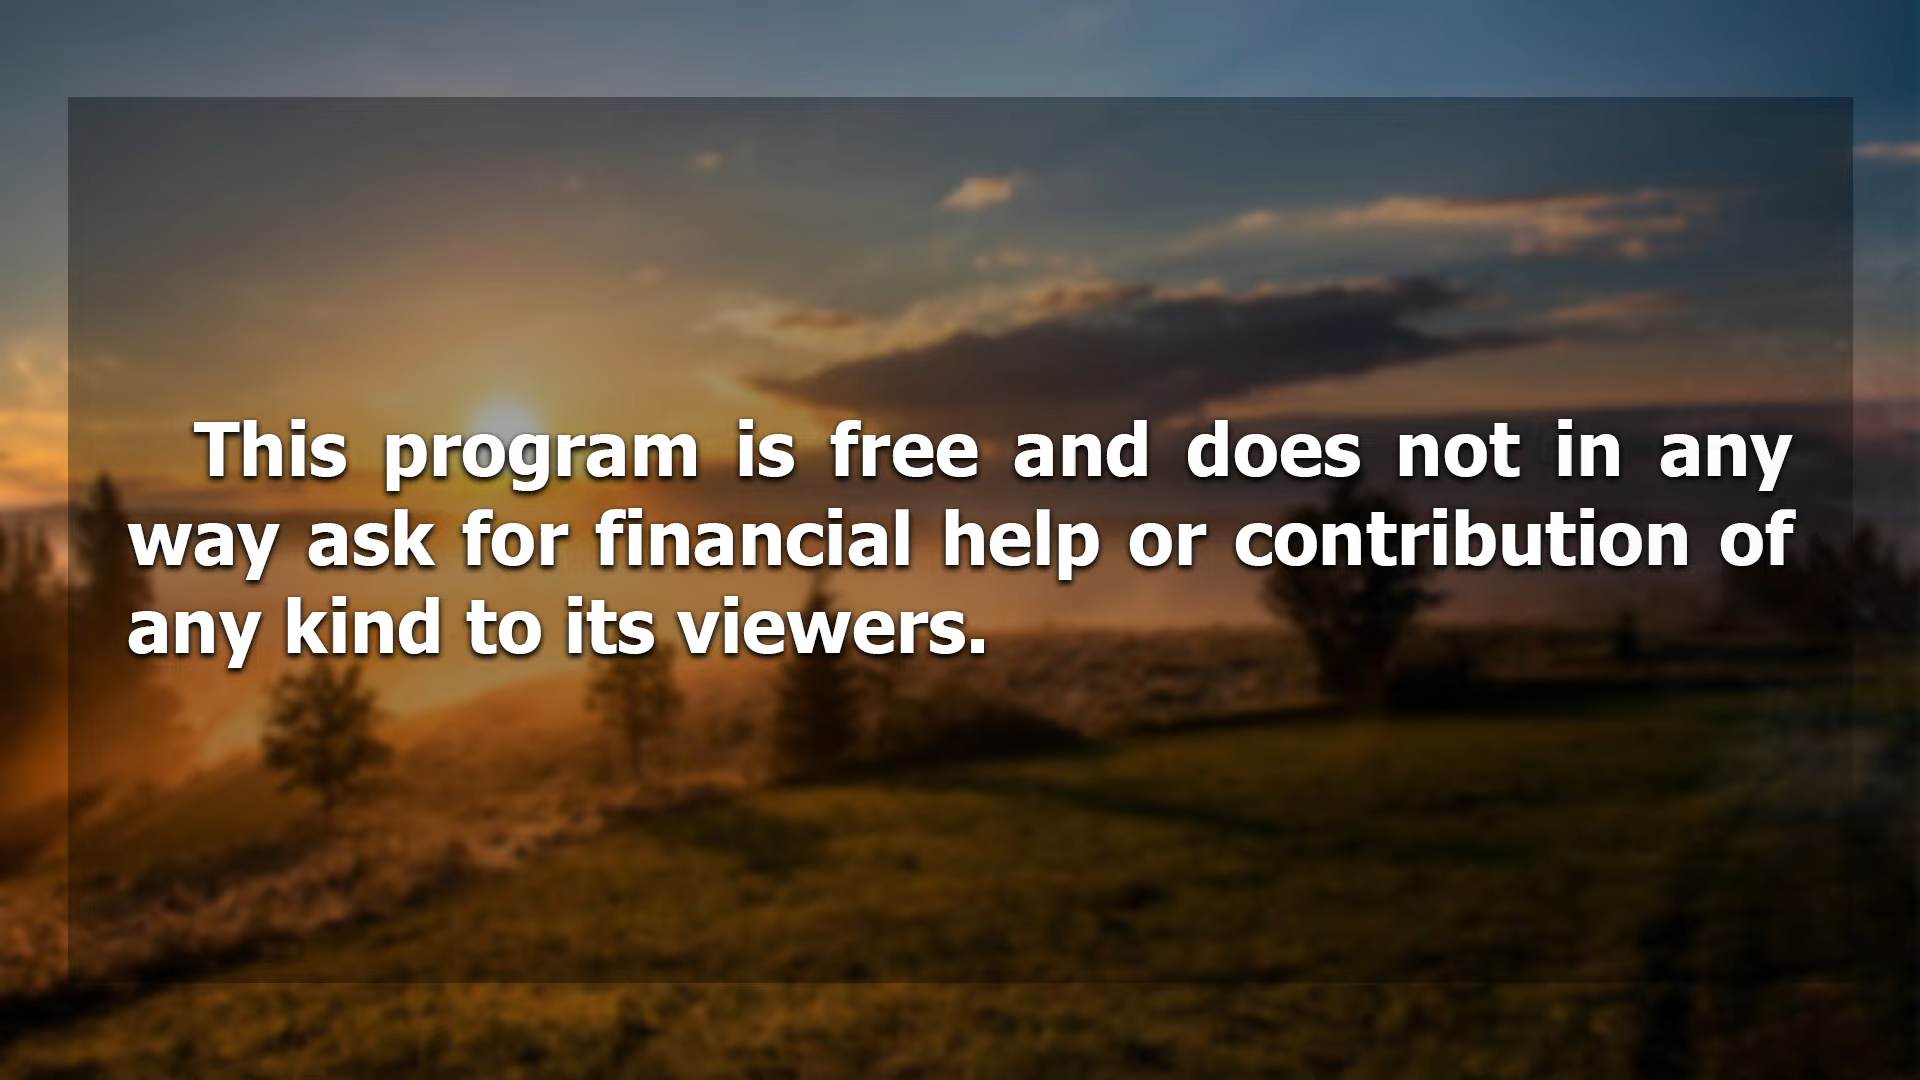 This program is free and does not in any
way ask for financial help or contribution of
any kind to its viewers.